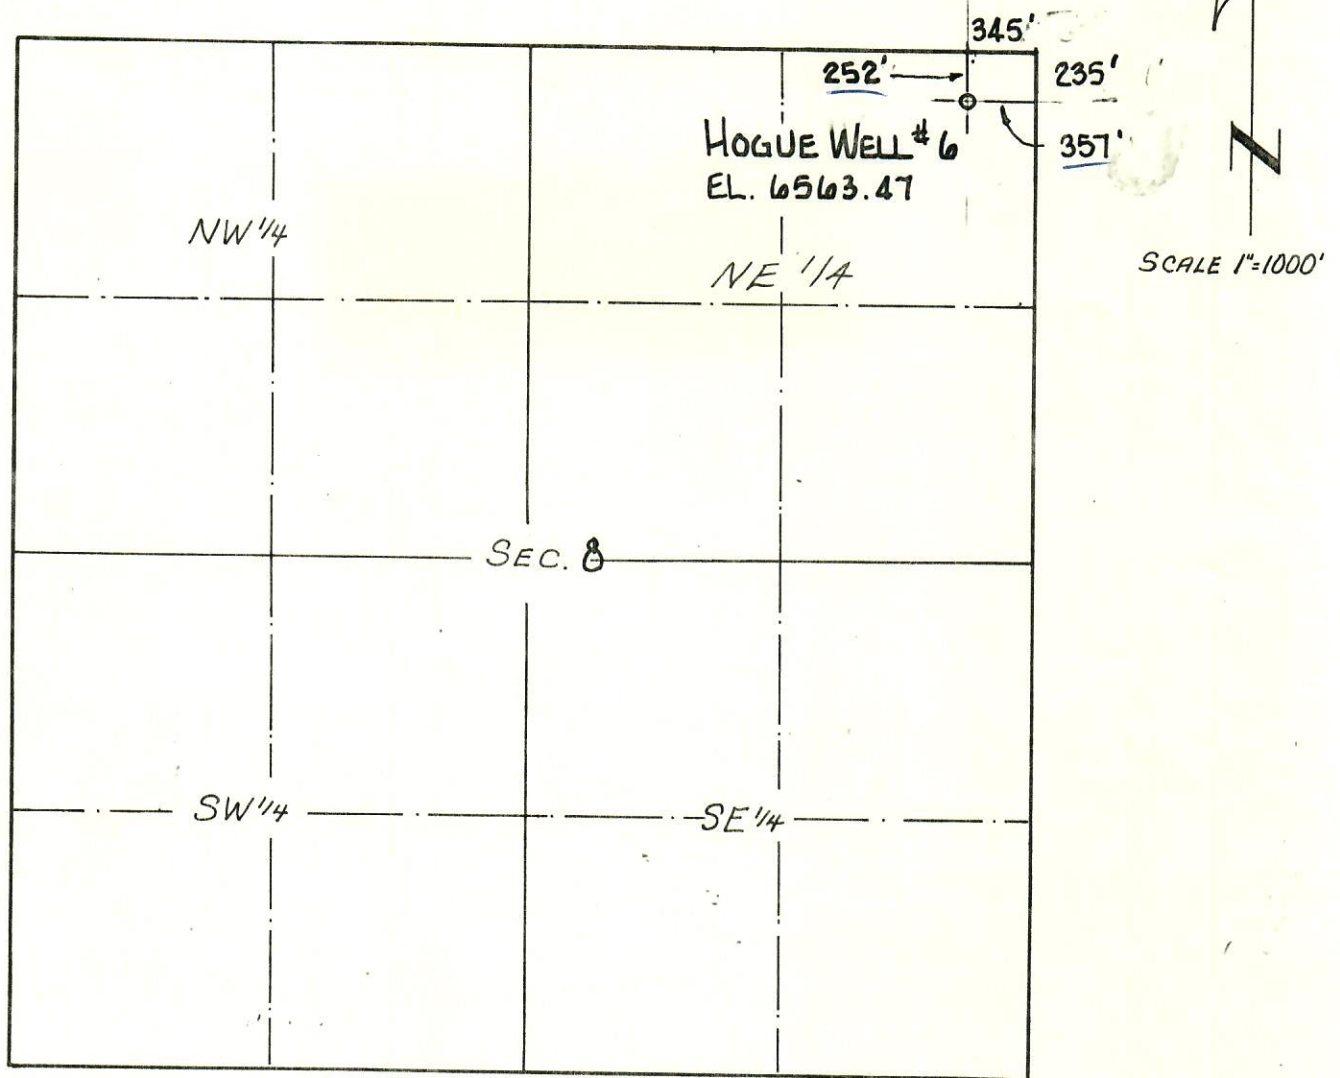 345'
252'
235'
HOGUE WELL #6
357'
EL. 6563.47
N
NW 1/4
NE 1/4
SCALE 1"=1000'
SEC. 8
SW 1/4
SE 1/4